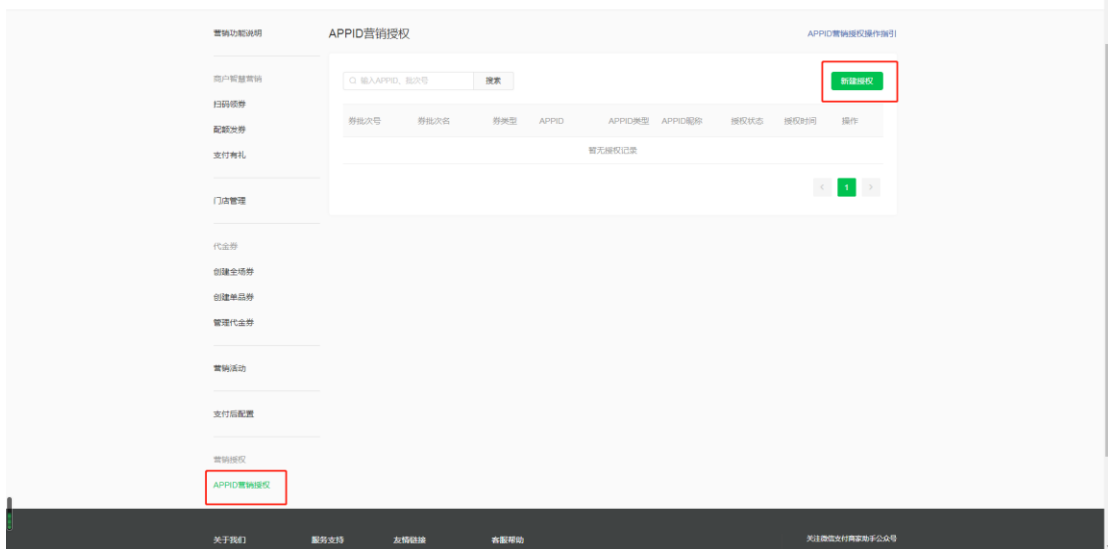 营销功能说明
APPID营销授权
APPID营销授权操作指引
商户智慧营销
输入APPID、批次号
搜索
新建授权
扫码领券
配额发券
支付有礼
券批次号 券批次名 券类型 APPID APPID类型 APPID昵称 授权状态 授权时间 操作
暂无授权记录
1
门店管理
代金券
创建全场券
创建单品券
管理代金券
营销活动
支付后配置
营销授权
APPID营销授权
关于我们 服务支持 友情链接 客服帮助 关注微信支付商家助手公众号